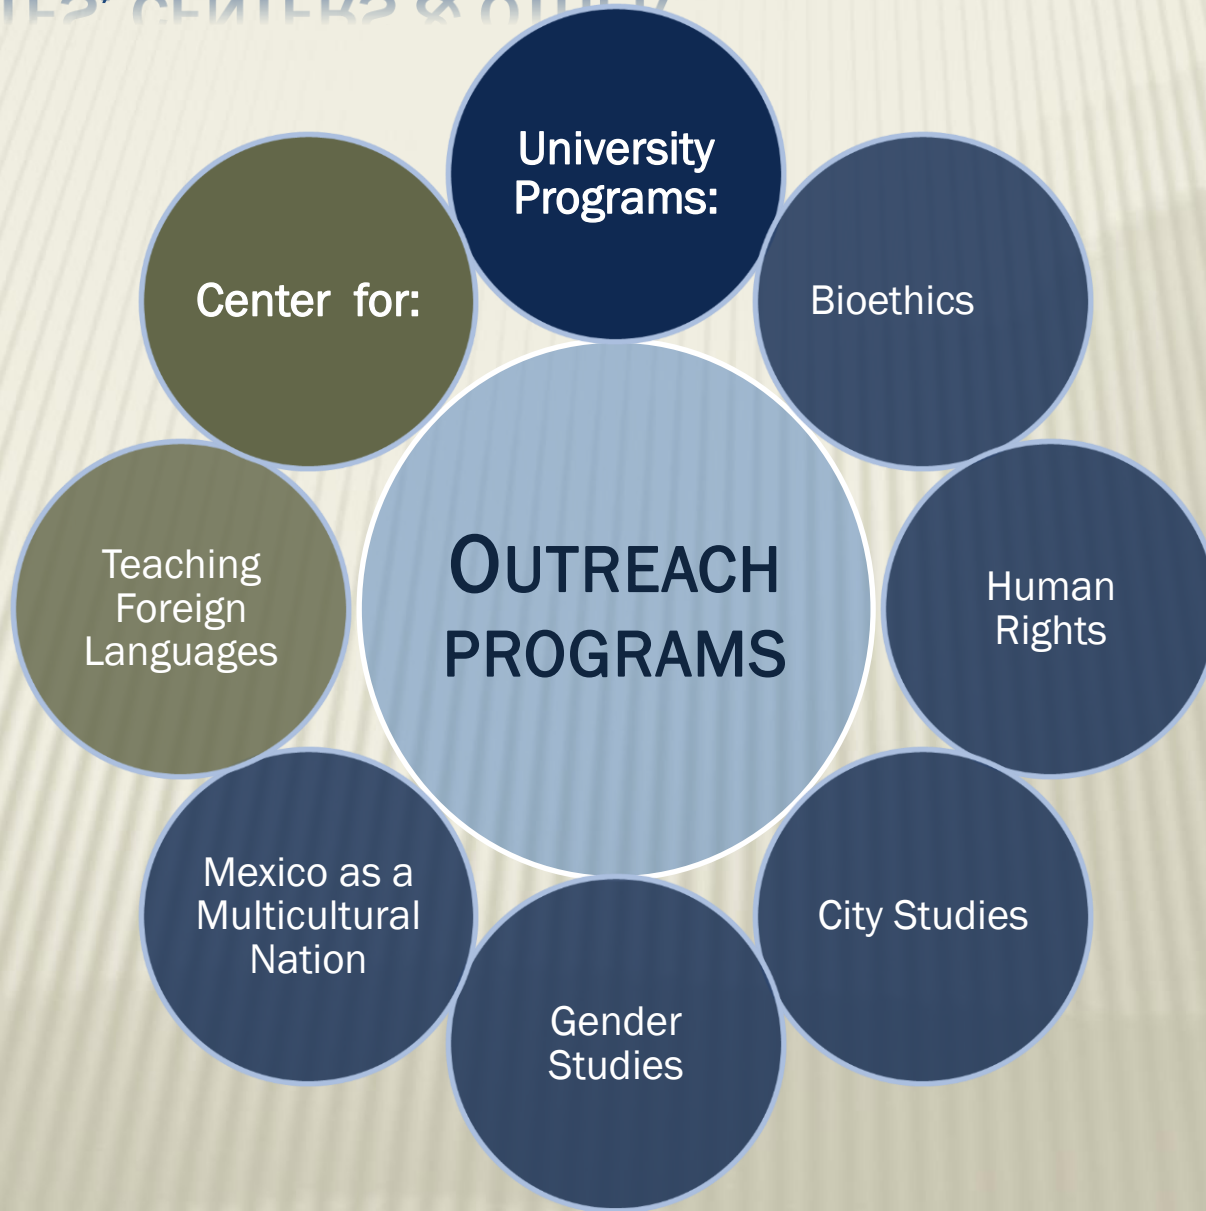 University
Programs:
Bioethics
Human
Rights
City Studies
Gender
Studies
Mexico as a
Multicultural
Nation
Teaching
Foreign
Languages
Center for:
OUTREACH
PROGRAMS